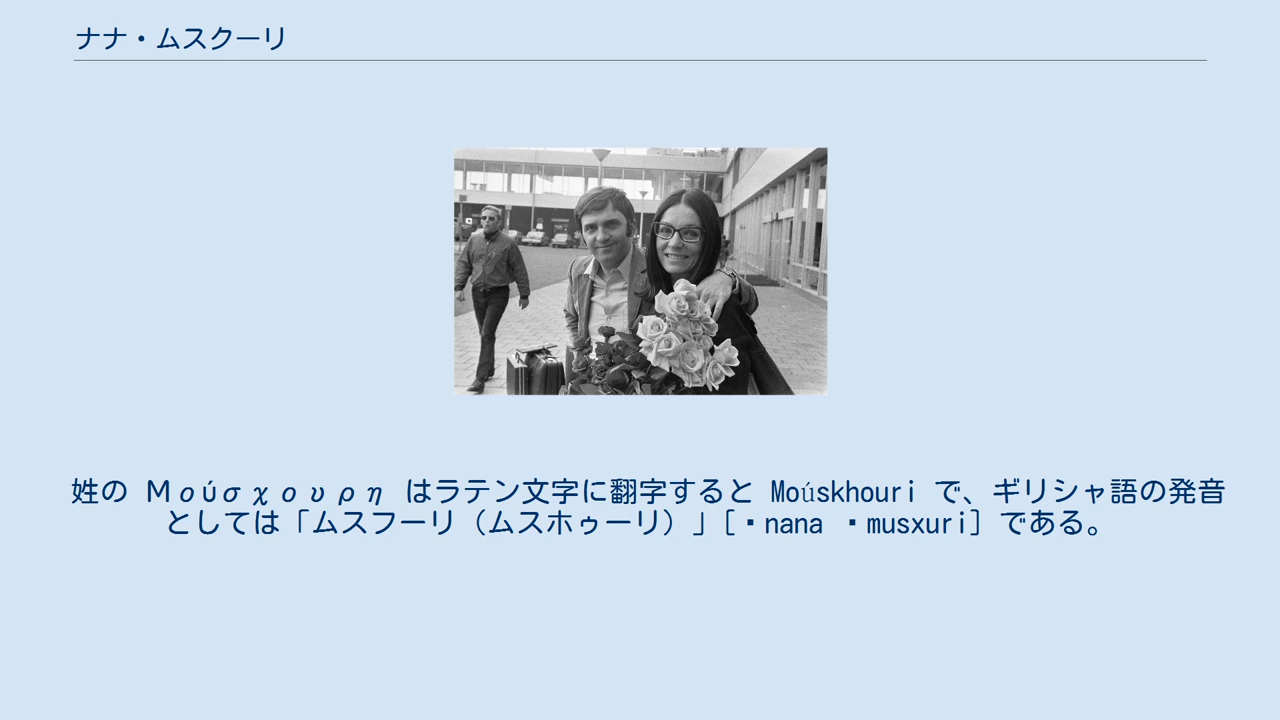 ナナ・ムスクーリ
姓の Μούσχουρη はラテン文字に翻字すると Moúskhouri で、ギリシャ語の発音
としては「ムスフーリ（ムスホゥーリ）」[▪nana ▪musxuri] である。